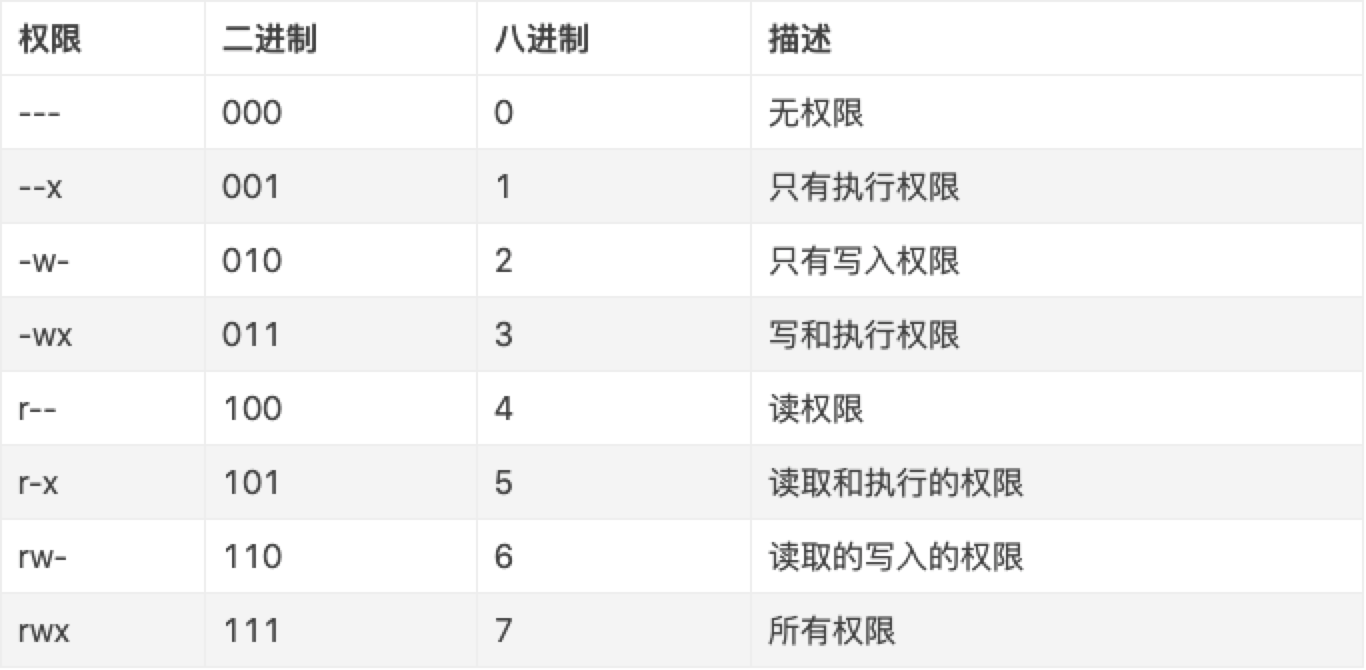 权限 二进制 八进制 描述
--- 000 0 无权限
--x 001 1 只有执行权限
-w- 010 2 只有写入权限
-wx 011 3 写和执行权限
r-- 100 4 读权限
r-x 101 5 读取和执行的权限
rw- 110 6 读取的写入的权限
rwx 111 7 所有权限